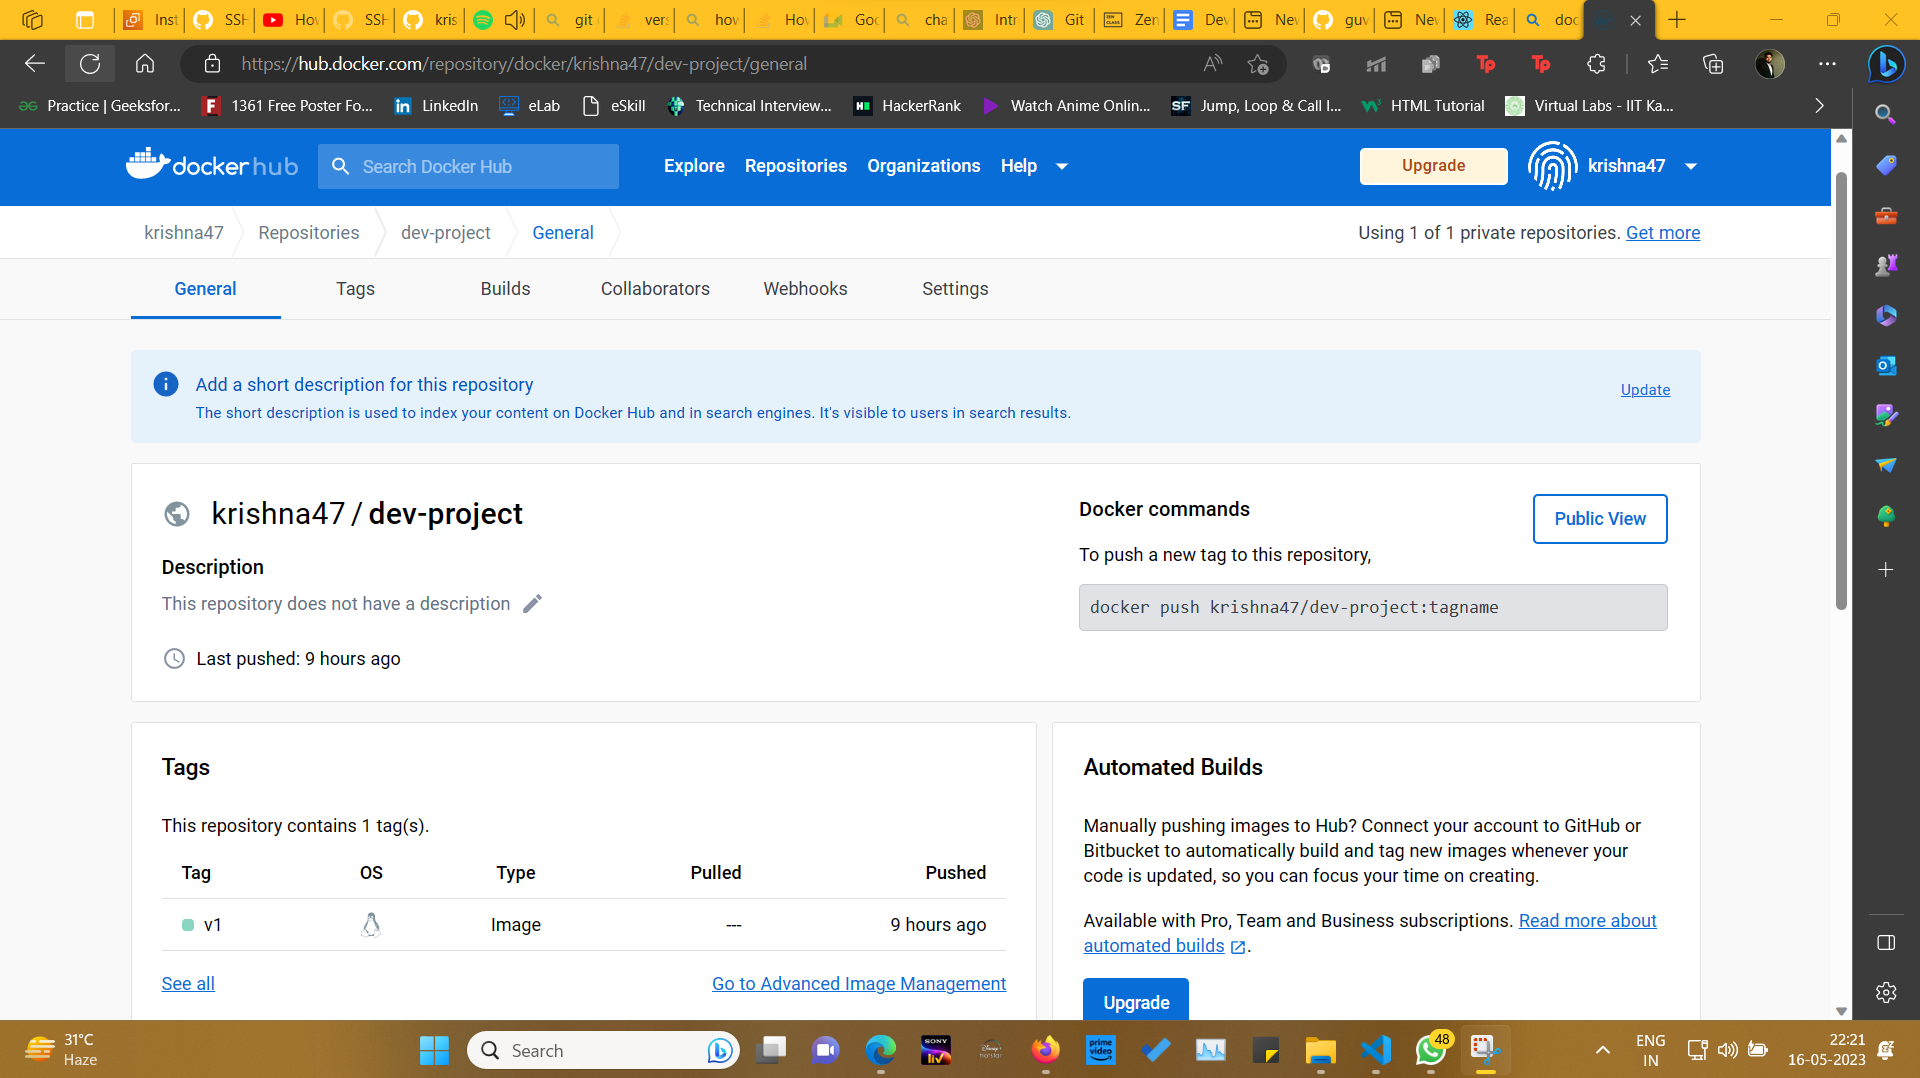 Inst
SSH
How
SSH
kris
git
vers
how
How
Goo
cha
Intr
Git
Zen
Dev
New
guv
New
Rea
doc
https://hub.docker.com/repository/docker/krishna47/dev-project/general
Practice | Geeksfor...
1361 Free Poster Fo...
LinkedIn
eLab
eSkill
Technical Interview...
HackerRank
Watch Anime Onlin...
Jump, Loop & Call I...
HTML Tutorial
Virtual Labs - IIT Ka...
docker hub
Search Docker Hub
Explore
Repositories
Organizations
Help
Upgrade
krishna47
krishna47
Repositories
dev-project
General
Using 1 of 1 private repositories. Get more
General
Tags
Builds
Collaborators
Webhooks
Settings
Add a short description for this repository
The short description is used to index your content on Docker Hub and in search engines. It's visible to users in search results.
Update
krishna47 / dev-project
Description
This repository does not have a description
Last pushed: 9 hours ago
Docker commands
Public View
To push a new tag to this repository,
docker push krishna47/dev-project:tagname
Tags
This repository contains 1 tag(s).
Tag OS Type Pulled Pushed
v1 Image --- 9 hours ago
See all
Go to Advanced Image Management
Automated Builds
Manually pushing images to Hub? Connect your account to GitHub or
Bitbucket to automatically build and tag new images whenever your
code is updated, so you can focus your time on creating.
Available with Pro, Team and Business subscriptions. Read more about
automated builds .
Upgrade
31°C
Haze
Search
SONY
liv
prime
video
48
ENG
IN
22:21
16-05-2023